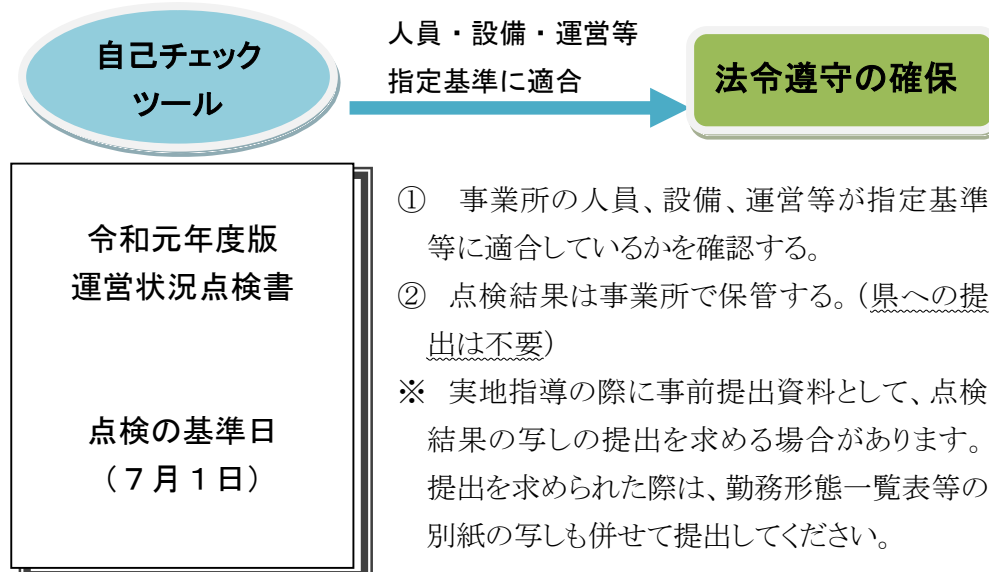 自己チェック
ツール
人員・設備・運営等
指定基準に適合
法令遵守の確保
令和元年度版
運営状況点検書
点検の基準日
（７月１日）
① 事業所の人員、設備、運営等が指定基準
等に適合しているかを確認する。
② 点検結果は事業所で保管する。（県への提
出は不要）
※ 実地指導の際に事前提出資料として、点検
結果の写しの提出を求める場合があります。
提出を求められた際は、勤務形態一覧表等の
別紙の写しも併せて提出してください。